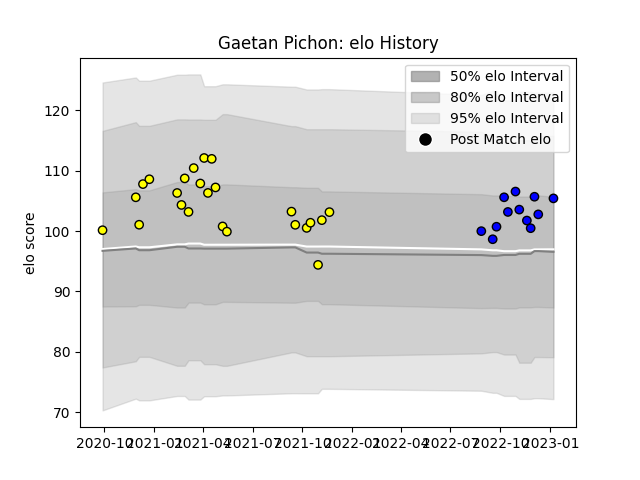 Gaetan Pichon: elo History
50% elo Interval
80% elo Interval
95% elo Interval
Post Match elo
elo score
120
110
100
90
80
70
2020-10 2021-01 2021-04 2021-07 2021-10 2022-01 2022-04 2022-07 2022-10 2023-01